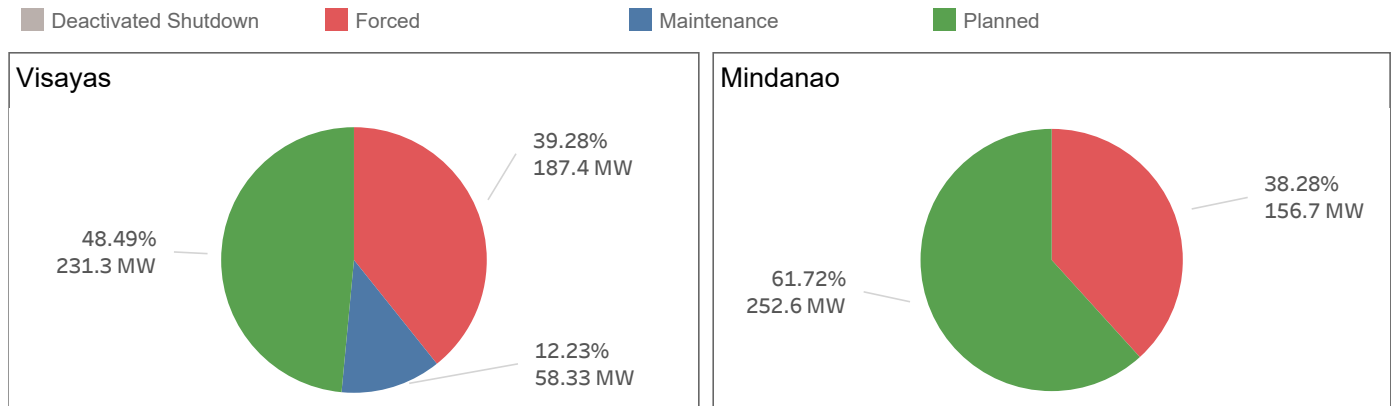 Deactivated Shutdown
Forced
Maintenance
Planned
Visayas
39.28%
187.4 MW
48.49%
231.3 MW
12.23%
58.33 MW
Mindanao
38.28%
156.7 MW
61.72%
252.6 MW